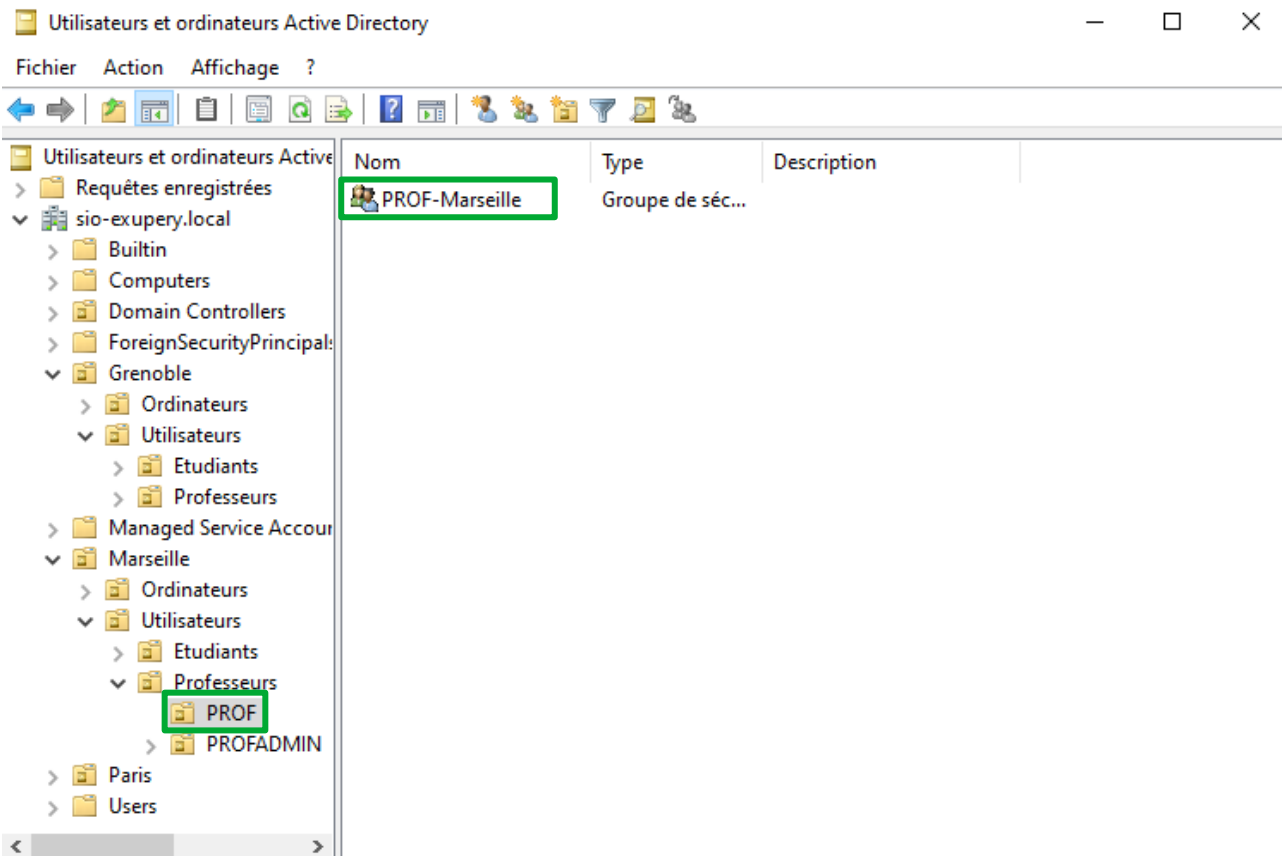 Utilisateurs et ordinateurs Active Directory
Fichier Action Affichage ?
Utilisateurs et ordinateurs Active
Requêtes enregistrées
sio-exupery.local
Builtin
Computers
Domain Controllers
ForeignSecurityPrincipal
Grenoble
Ordinateurs
Utilisateurs
Etudiants
Professeurs
Managed Service Accou
Marseille
Ordinateurs
Utilisateurs
Etudiants
Professeurs
PROF
PROFADMIN
Paris
Users
Nom Type Description
PROF-Marseille Groupe de séc...